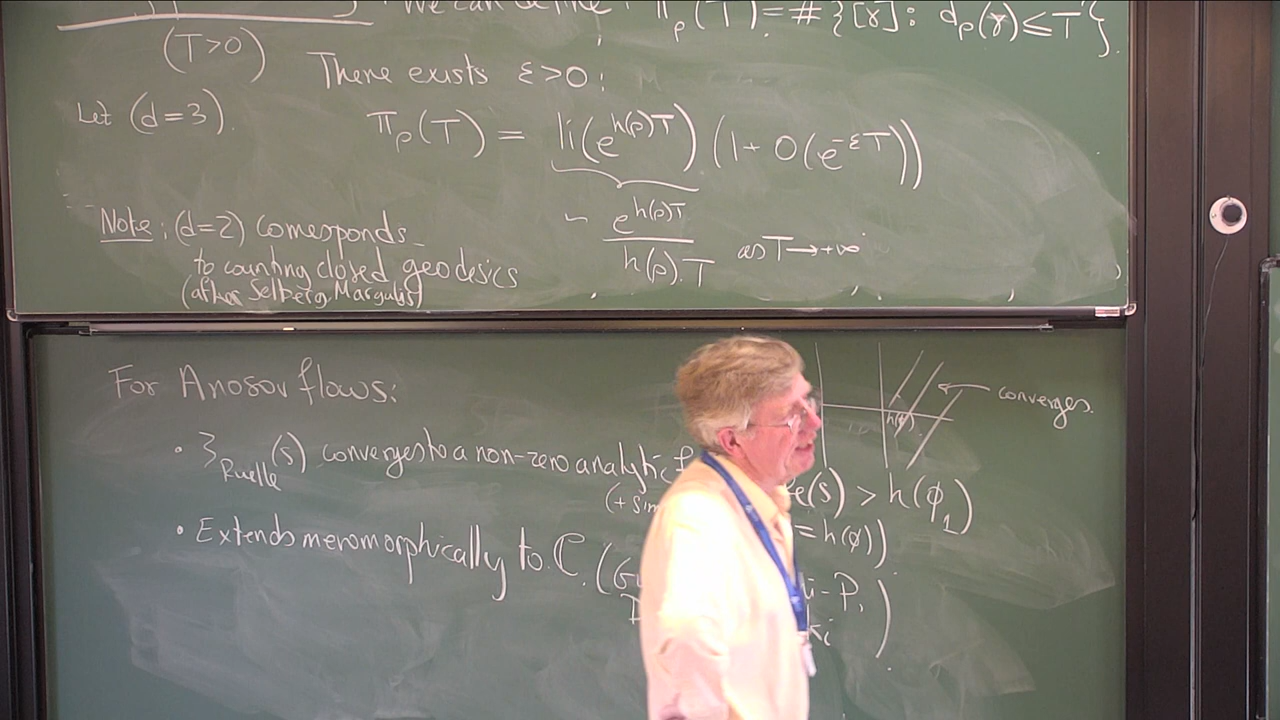 We can define: π_ρ(T) = #{[γ]: d_ρ(γ) ≤ T}.
(T>0)
There exists ε>0:
Let (d=3).
π_ρ(T) = li(e^{h(ρ)T}) (1+ O(e^{-εT}))
~ e^{h(ρ)T} / h(ρ).T as T→+∞
Note: (d=2) corresponds
to counting closed geodesics
(after Selberg, Margulis)
For Anosov flows:
converges.
h(φ)
• ζ_Ruelle(s) converges to a non-zero analytic e(s) > h(φ_1)
= h(φ))
• Extends meromorphically to ℂ. (G - P.